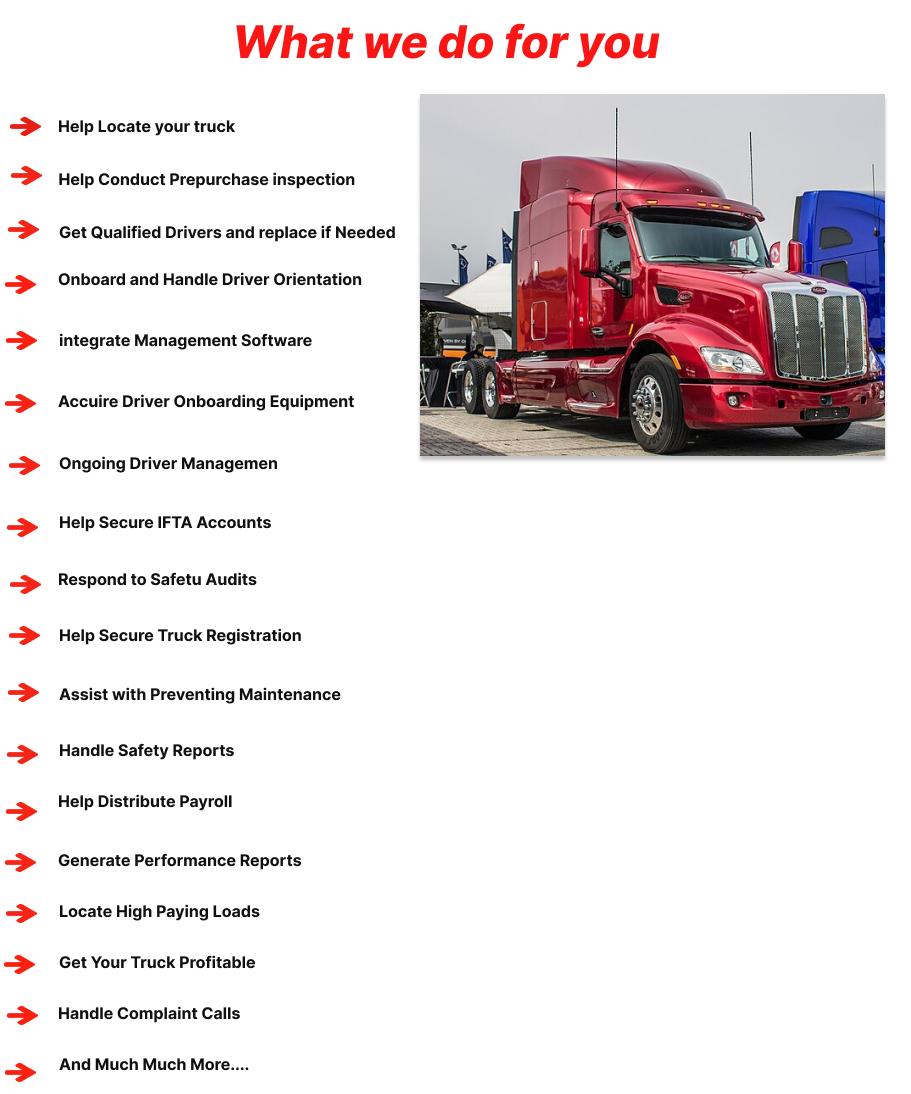 What we do for you
Help Locate your truck
Help Conduct Prepurchase inspection
Get Qualified Drivers and replace if Needed
Onboard and Handle Driver Orientation
integrate Management Software
Accuire Driver Onboarding Equipment
Ongoing Driver Managemen
Help Secure IFTA Accounts
Respond to Safetu Audits
Help Secure Truck Registration
Assist with Preventing Maintenance
Handle Safety Reports
Help Distribute Payroll
Generate Performance Reports
Locate High Paying Loads
Get Your Truck Profitable
Handle Complaint Calls
And Much Much More....